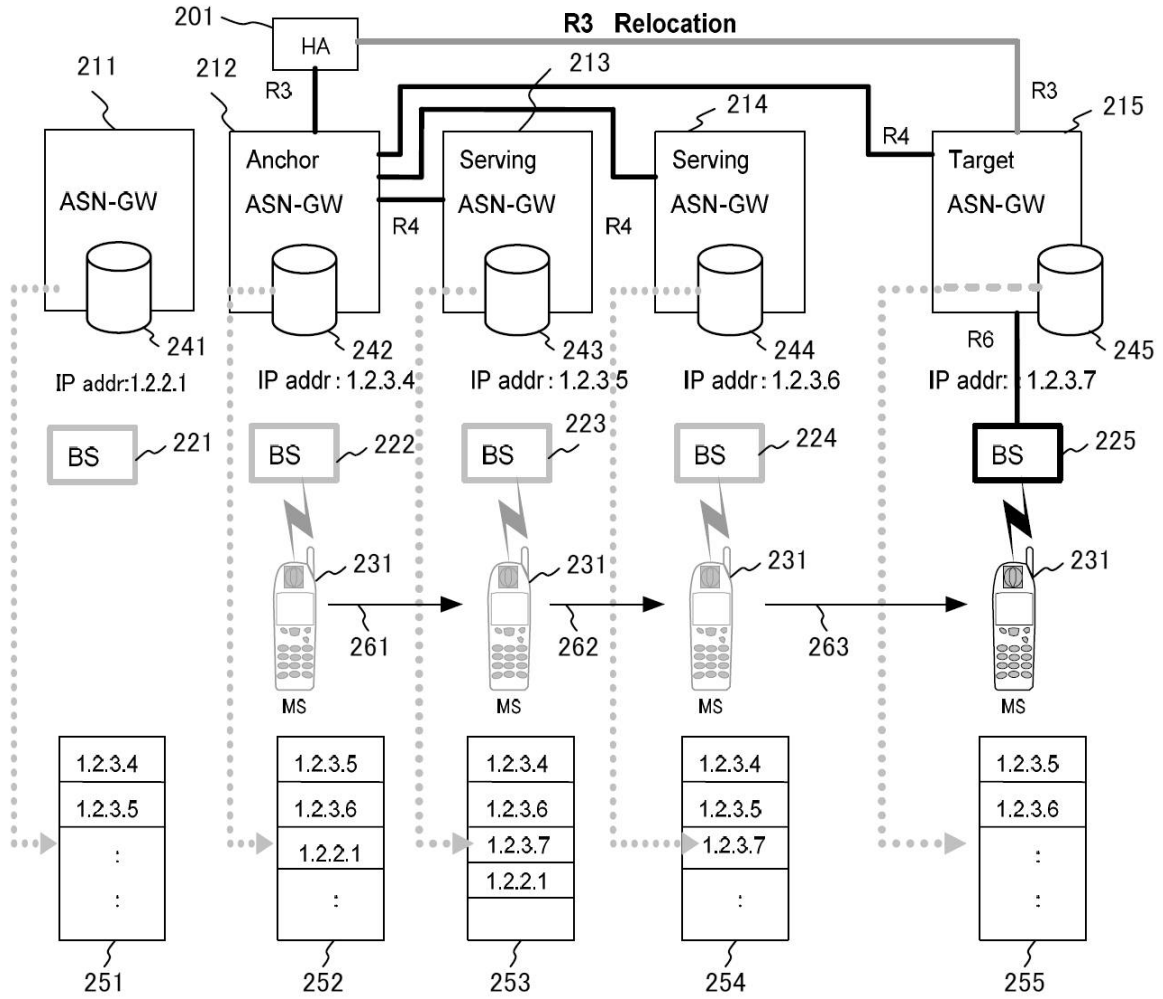 201
R3 Relocation
HA
211
212
R3
213
214
R3
215
Anchor
Serving
Serving
R4
Target
ASN-GW
ASN-GW
ASN-GW
ASN-GW
ASN-GW
R4
R4
241
242
243
244
R6
245
IP addr:1.2.2.1
IP addr : 1.2.3.4
IP addr : 1.2.3 5
IP addr : 1.2.3.6
IP addr: : 1.2.3.7
BS
221
BS
222
BS
223
BS
224
BS
225
231
231
231
231
261
262
263
MS
MS
MS
MS
1.2.3.4
1.2.3.5
1.2.3.4
1.2.3.4
1.2.3.5
1.2.3.5
1.2.3.6
1.2.3.6
1.2.3.5
1.2.3.6
:
1.2.2.1
1.2.3.7
1.2.3.7
:
1.2.2.1
:
:
:
:
251
252
253
254
255